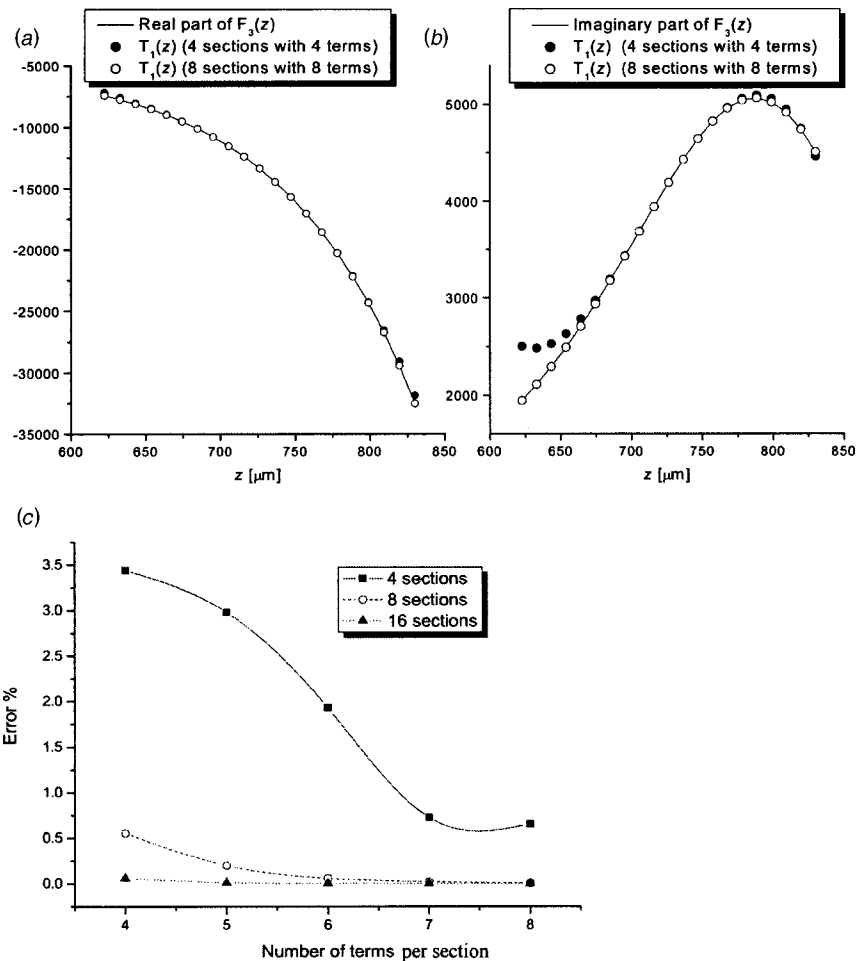 (a)
Real part of F₃(z)
T₁(z) (4 sections with 4 terms)
T₁(z) (8 sections with 8 terms)
-5000
-10000
-15000
-20000
-25000
-30000
-35000
600
650
700
750
800
850
z [µm]
(b)
Imaginary part of F₃(z)
T₁(z) (4 sections with 4 terms)
T₁(z) (8 sections with 8 terms)
5000
4000
3000
2000
600
650
700
750
800
850
z [µm]
(c)
4 sections
8 sections
16 sections
3.5
3.0
2.5
2.0
1.5
1.0
0.5
0.0
Error %
4
5
6
7
8
Number of terms per section